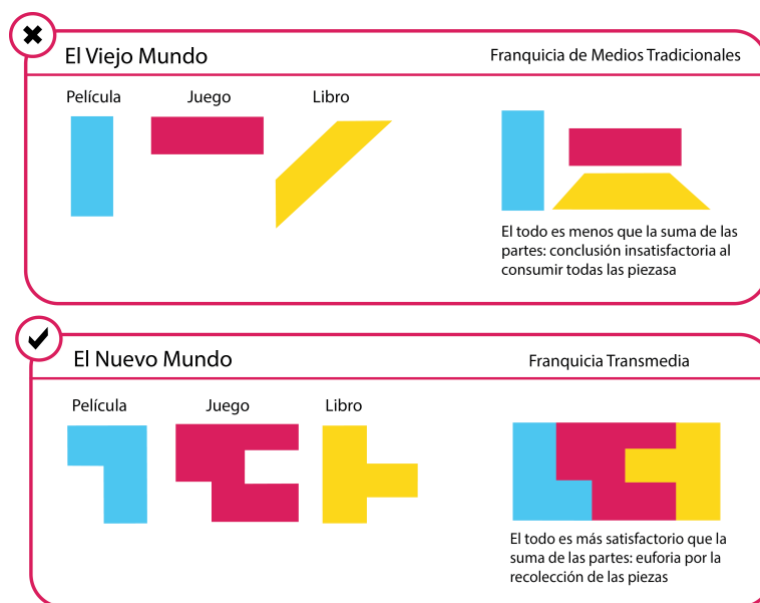 El Viejo Mundo
Franquicia de Medios Tradicionales
Película
Juego
Libro
El todo es menos que la suma de las
partes: conclusión insatisfactoria al
consumir todas las piezasa
El Nuevo Mundo
Franquicia Transmedia
Película
Juego
Libro
El todo es más satisfactorio que la
suma de las partes: euforia por la
recolección de las piezas